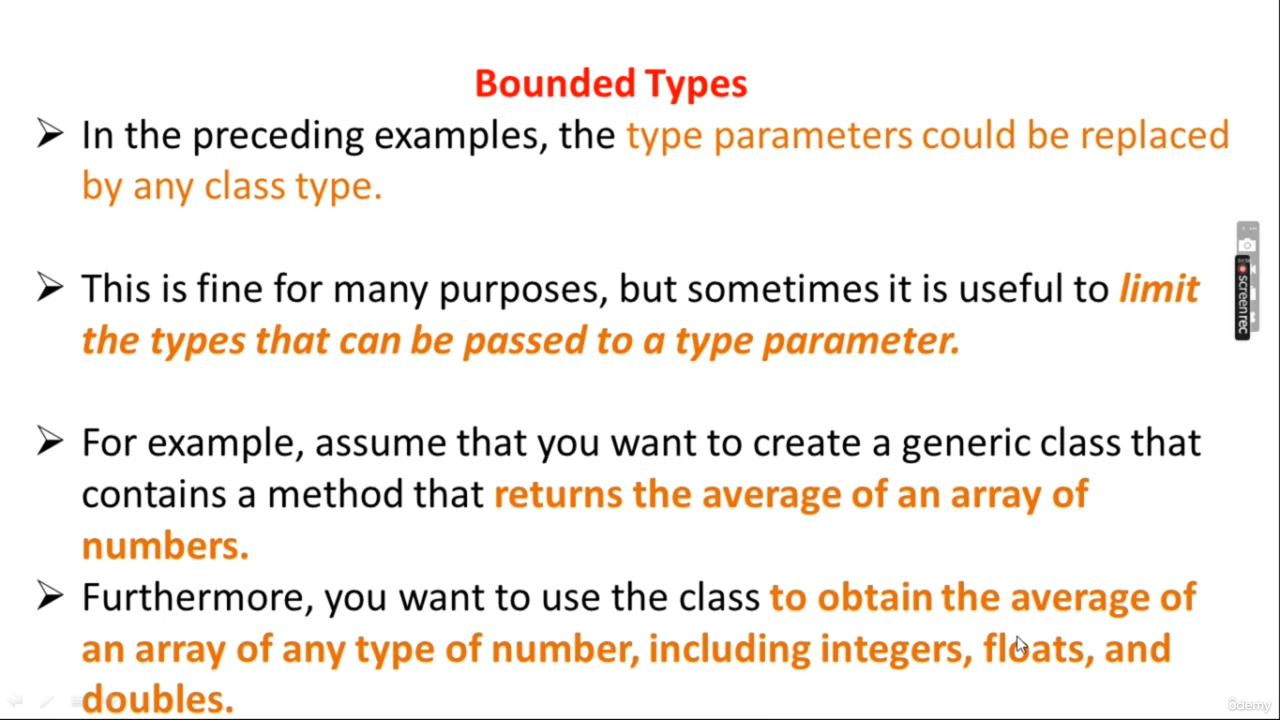 Bounded Types
In the preceding examples, the type parameters could be replaced
by any class type.
This is fine for many purposes, but sometimes it is useful to limit
the types that can be passed to a type parameter.
For example, assume that you want to create a generic class that
contains a method that returns the average of an array of
numbers.
Furthermore, you want to use the class to obtain the average of
an array of any type of number, including integers, floats, and
doubles.
screenrec
ûdemy